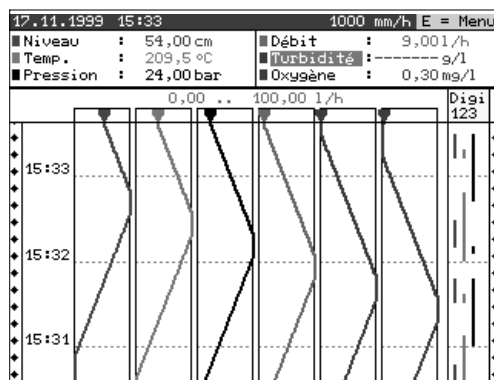 17.11.1999 15:33 1000 mm/h E = Menu
Niveau : 54,00 cm Débit : 9,00 l/h
Temp. : 209,5 °C Turbidité :------- g/l
Pression : 24,00 bar Oxygène : 0,30 mg/l
0,00 .. 100,00 l/h Digi
123
15:33
15:32
15:31